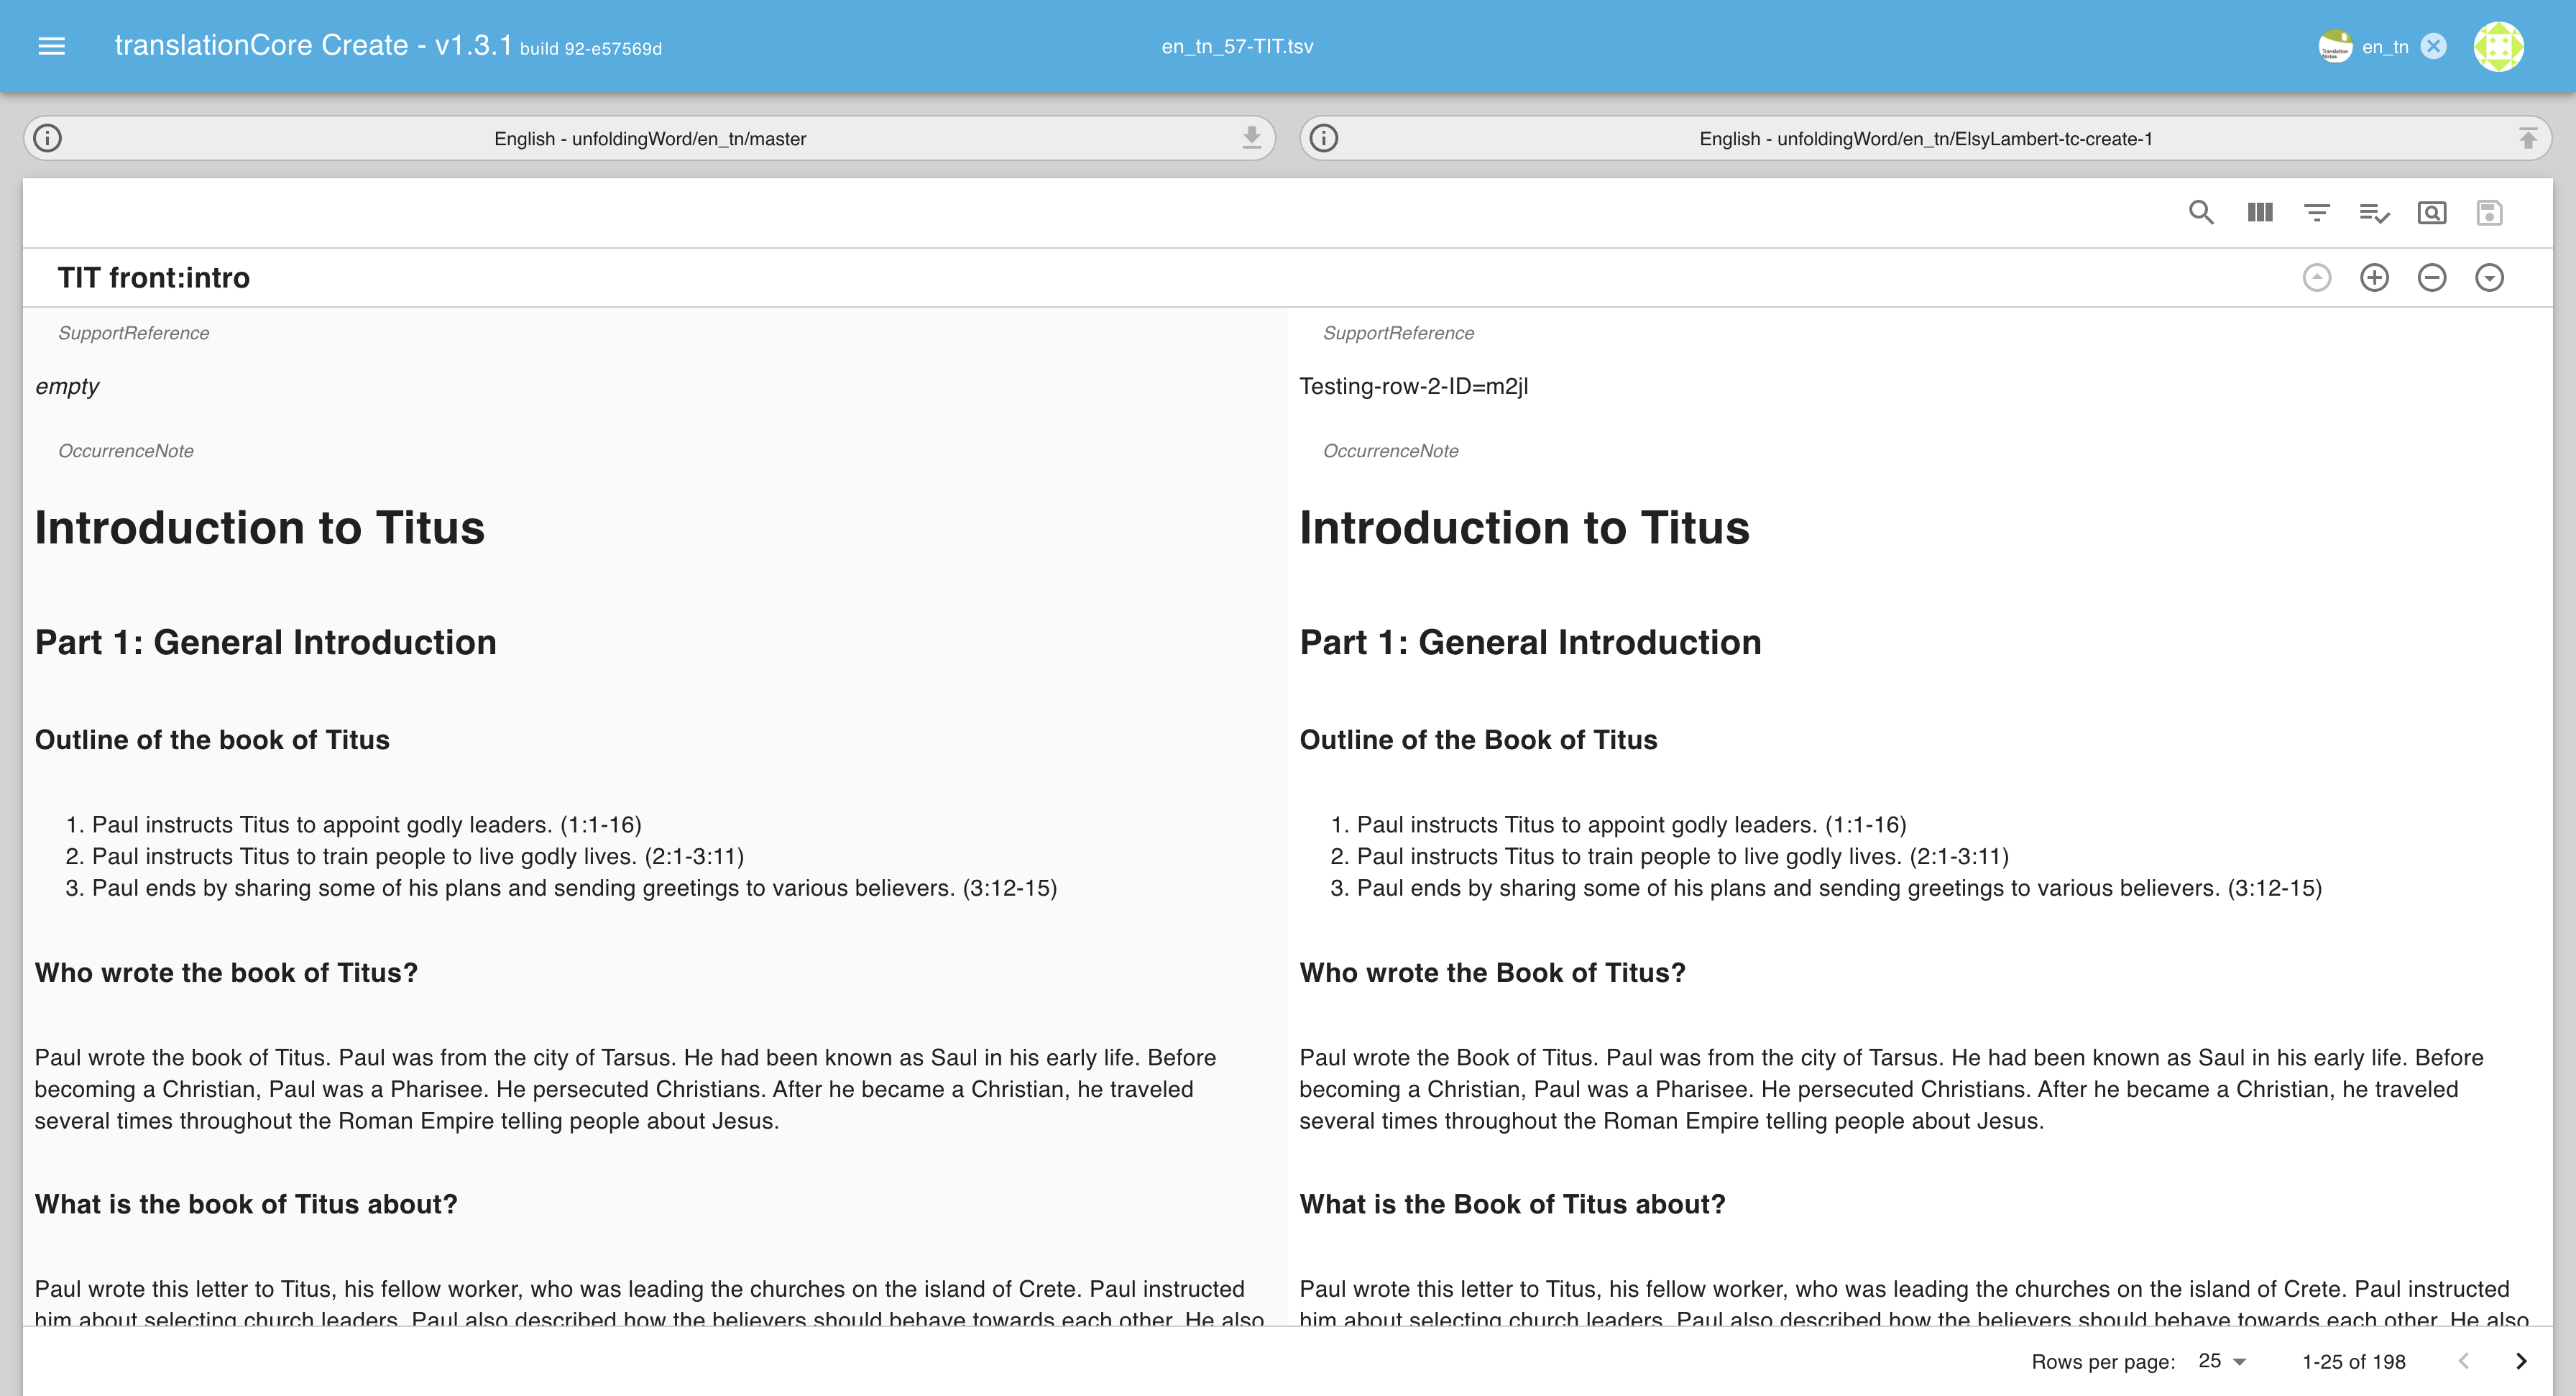 translationCore Create - v1.3.1 build 92-e57569d
en_tn_57-TIT.tsv
Translation Notes
en_tn
English - unfoldingWord/en_tn/master
English - unfoldingWord/en_tn/ElsyLambert-tc-create-1
TIT front:intro
SupportReference
empty
OccurrenceNote
Introduction to Titus
Part 1: General Introduction
Outline of the book of Titus
1. Paul instructs Titus to appoint godly leaders. (1:1-16)
2. Paul instructs Titus to train people to live godly lives. (2:1-3:11)
3. Paul ends by sharing some of his plans and sending greetings to various believers. (3:12-15)
Who wrote the book of Titus?
Paul wrote the book of Titus. Paul was from the city of Tarsus. He had been known as Saul in his early life. Before
becoming a Christian, Paul was a Pharisee. He persecuted Christians. After he became a Christian, he traveled
several times throughout the Roman Empire telling people about Jesus.
What is the book of Titus about?
Paul wrote this letter to Titus, his fellow worker, who was leading the churches on the island of Crete. Paul instructed
him about selecting church leaders. Paul also described how the believers should behave towards each other. He also
SupportReference
Testing-row-2-ID=m2jl
OccurrenceNote
Introduction to Titus
Part 1: General Introduction
Outline of the Book of Titus
1. Paul instructs Titus to appoint godly leaders. (1:1-16)
2. Paul instructs Titus to train people to live godly lives. (2:1-3:11)
3. Paul ends by sharing some of his plans and sending greetings to various believers. (3:12-15)
Who wrote the Book of Titus?
Paul wrote the Book of Titus. Paul was from the city of Tarsus. He had been known as Saul in his early life. Before
becoming a Christian, Paul was a Pharisee. He persecuted Christians. After he became a Christian, he traveled
several times throughout the Roman Empire telling people about Jesus.
What is the Book of Titus about?
Paul wrote this letter to Titus, his fellow worker, who was leading the churches on the island of Crete. Paul instructed
him about selecting church leaders. Paul also described how the believers should behave towards each other. He also
Rows per page: 25
1-25 of 198